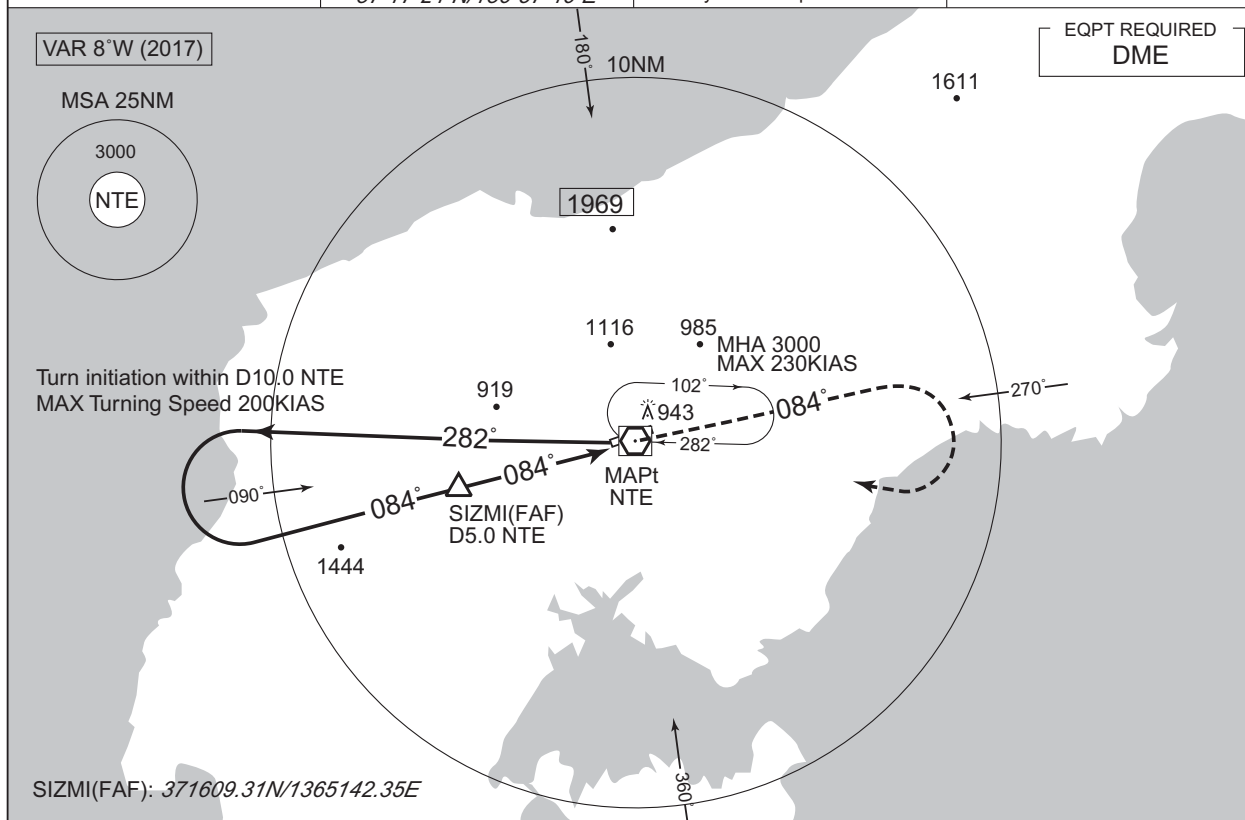 VAR 8°W (2017)
MSA 25NM
3000
NTE
180°
10NM
EQPT REQUIRED
DME
1611
1969
1116
985
MHA 3000
MAX 230KIAS
Turn initiation within D10.0 NTE
MAX Turning Speed 200KIAS
919
102°
943
084°
270°
282°
282°
MAPt
NTE
090°
084°
084°
SIZMI(FAF)
D5.0 NTE
1444
360°
SIZMI(FAF): 371609.31N/1365142.35E